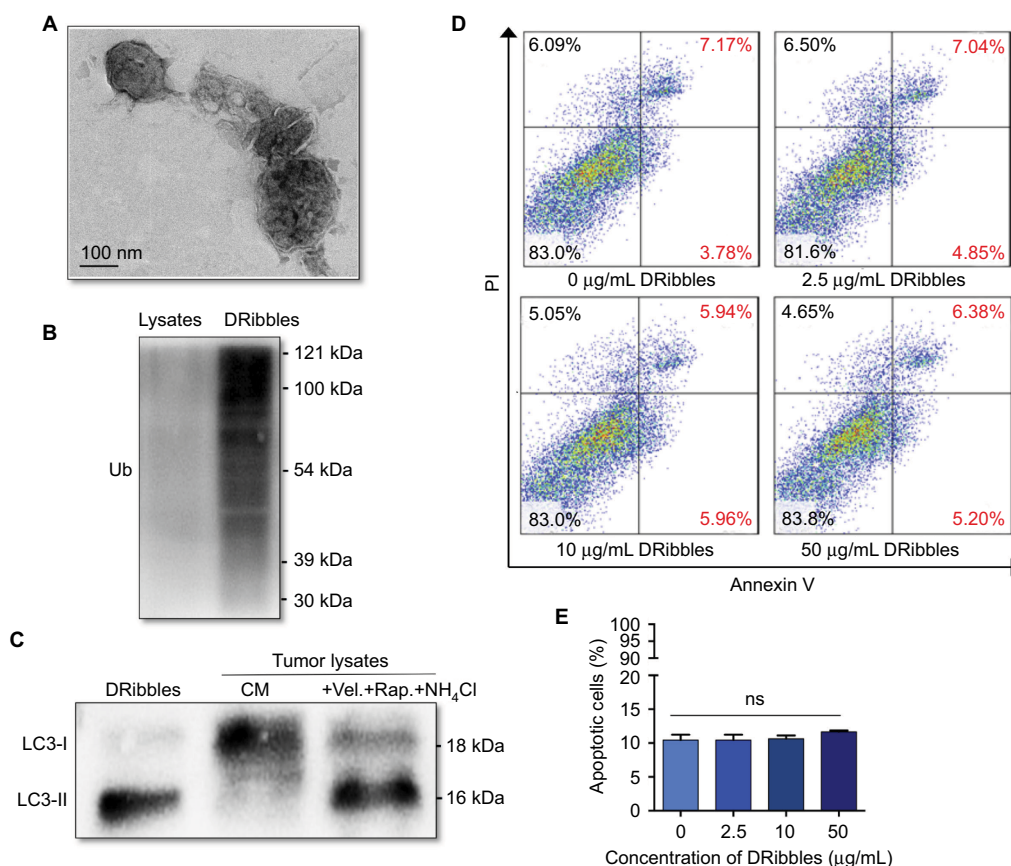 A
100 nm
B
Lysates DRibbles
121 kDa
100 kDa
Ub
54 kDa
39 kDa
30 kDa
C
Tumor lysates
DRibbles CM +Vel.+Rap.+NH₄Cl
LC3-I
18 kDa
LC3-II
16 kDa
D
6.09% 7.17%
83.0% 3.78%
0 μg/mL DRibbles
6.50% 7.04%
81.6% 4.85%
2.5 μg/mL DRibbles
PI
5.05% 5.94%
83.0% 5.96%
10 μg/mL DRibbles
4.65% 6.38%
83.8% 5.20%
50 μg/mL DRibbles
Annexin V
E
Apoptotic cells (%)
100
90
20
15
10
5
0
ns
0 2.5 10 50
Concentration of DRibbles (μg/mL)